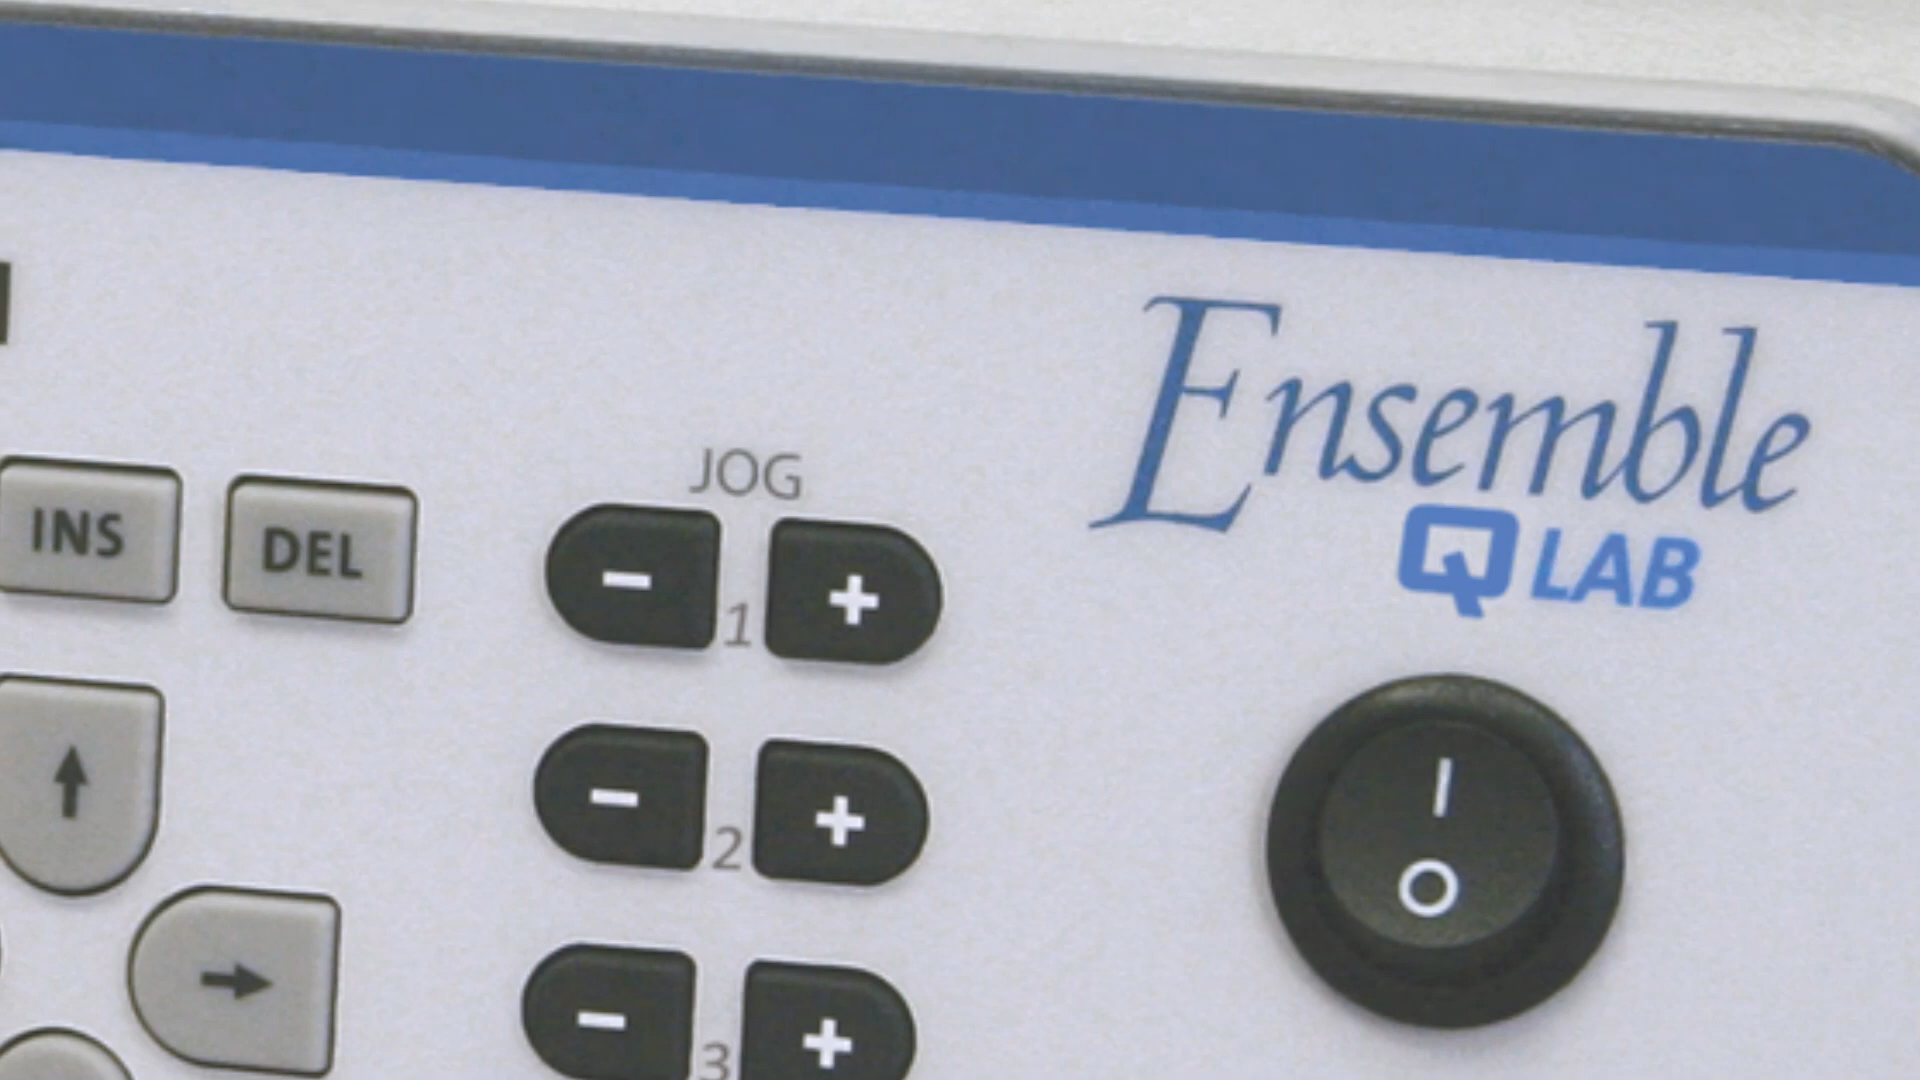 Ensemble
Q LAB
JOG
INS
DEL
- 1 +
- 2 +
- 3 +
I
O